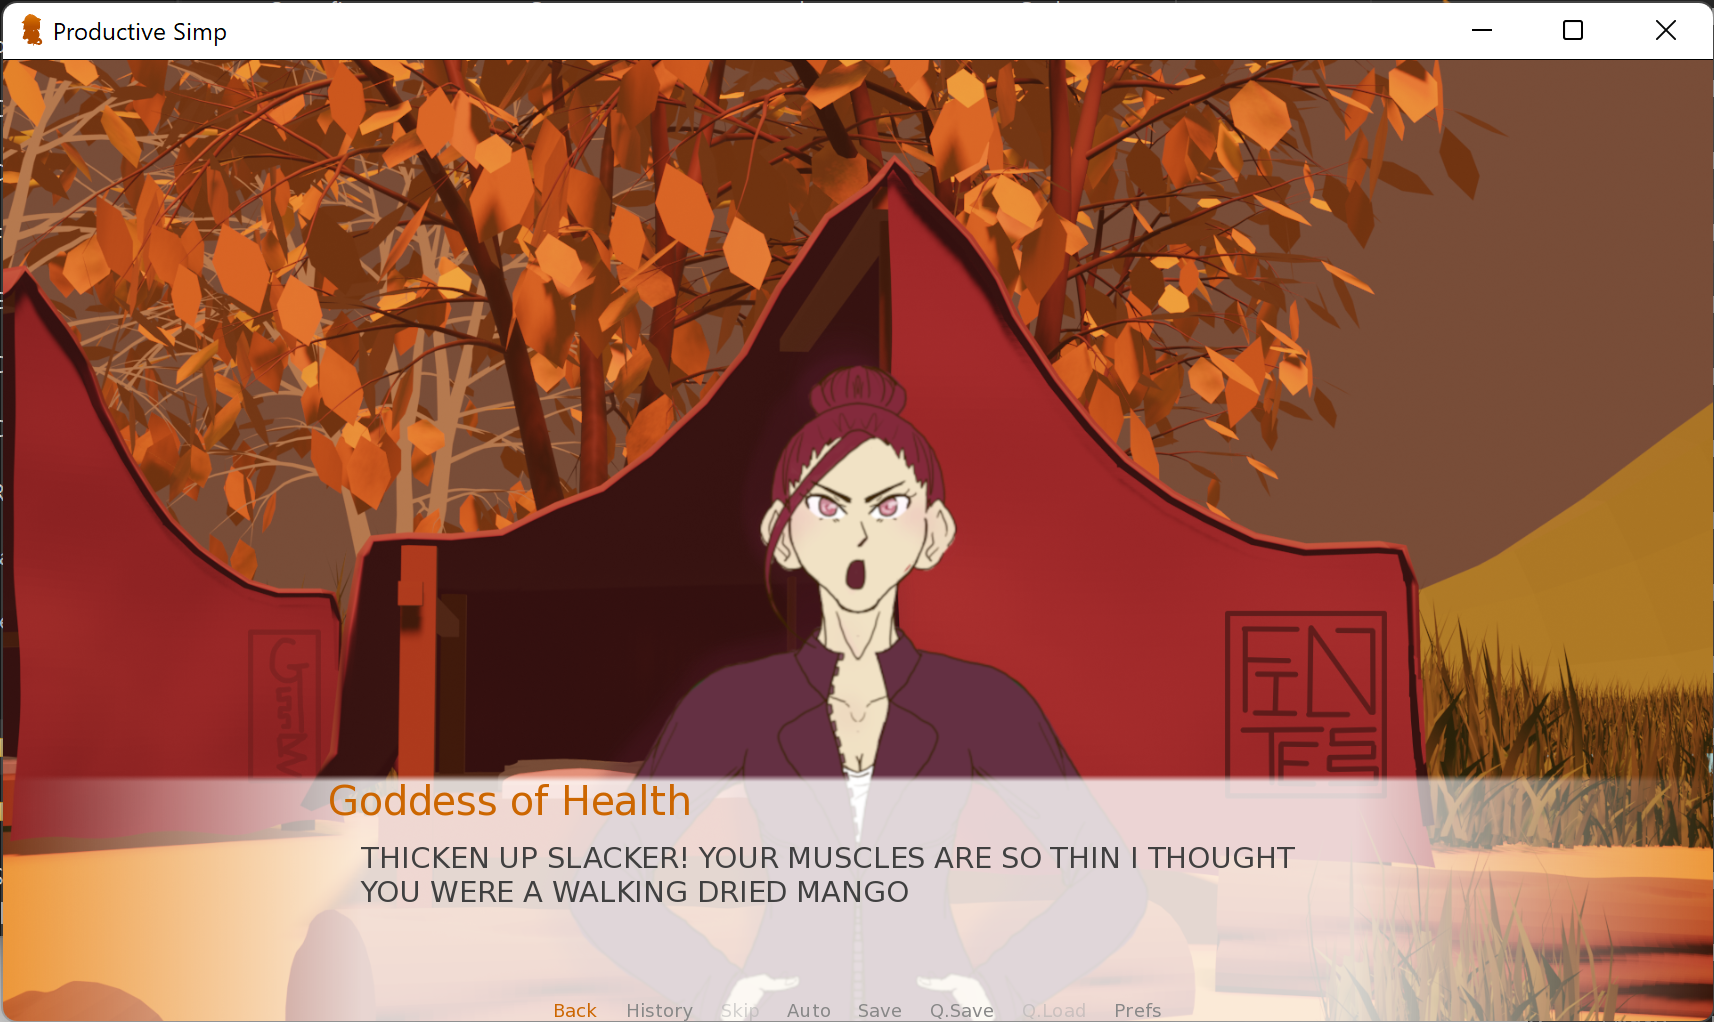 Productive Simp
FINTES
Goddess of Health
THICKEN UP SLACKER! YOUR MUSCLES ARE SO THIN I THOUGHT
YOU WERE A WALKING DRIED MANGO
Back History Skip Auto Save Q.Save Q.Load Prefs